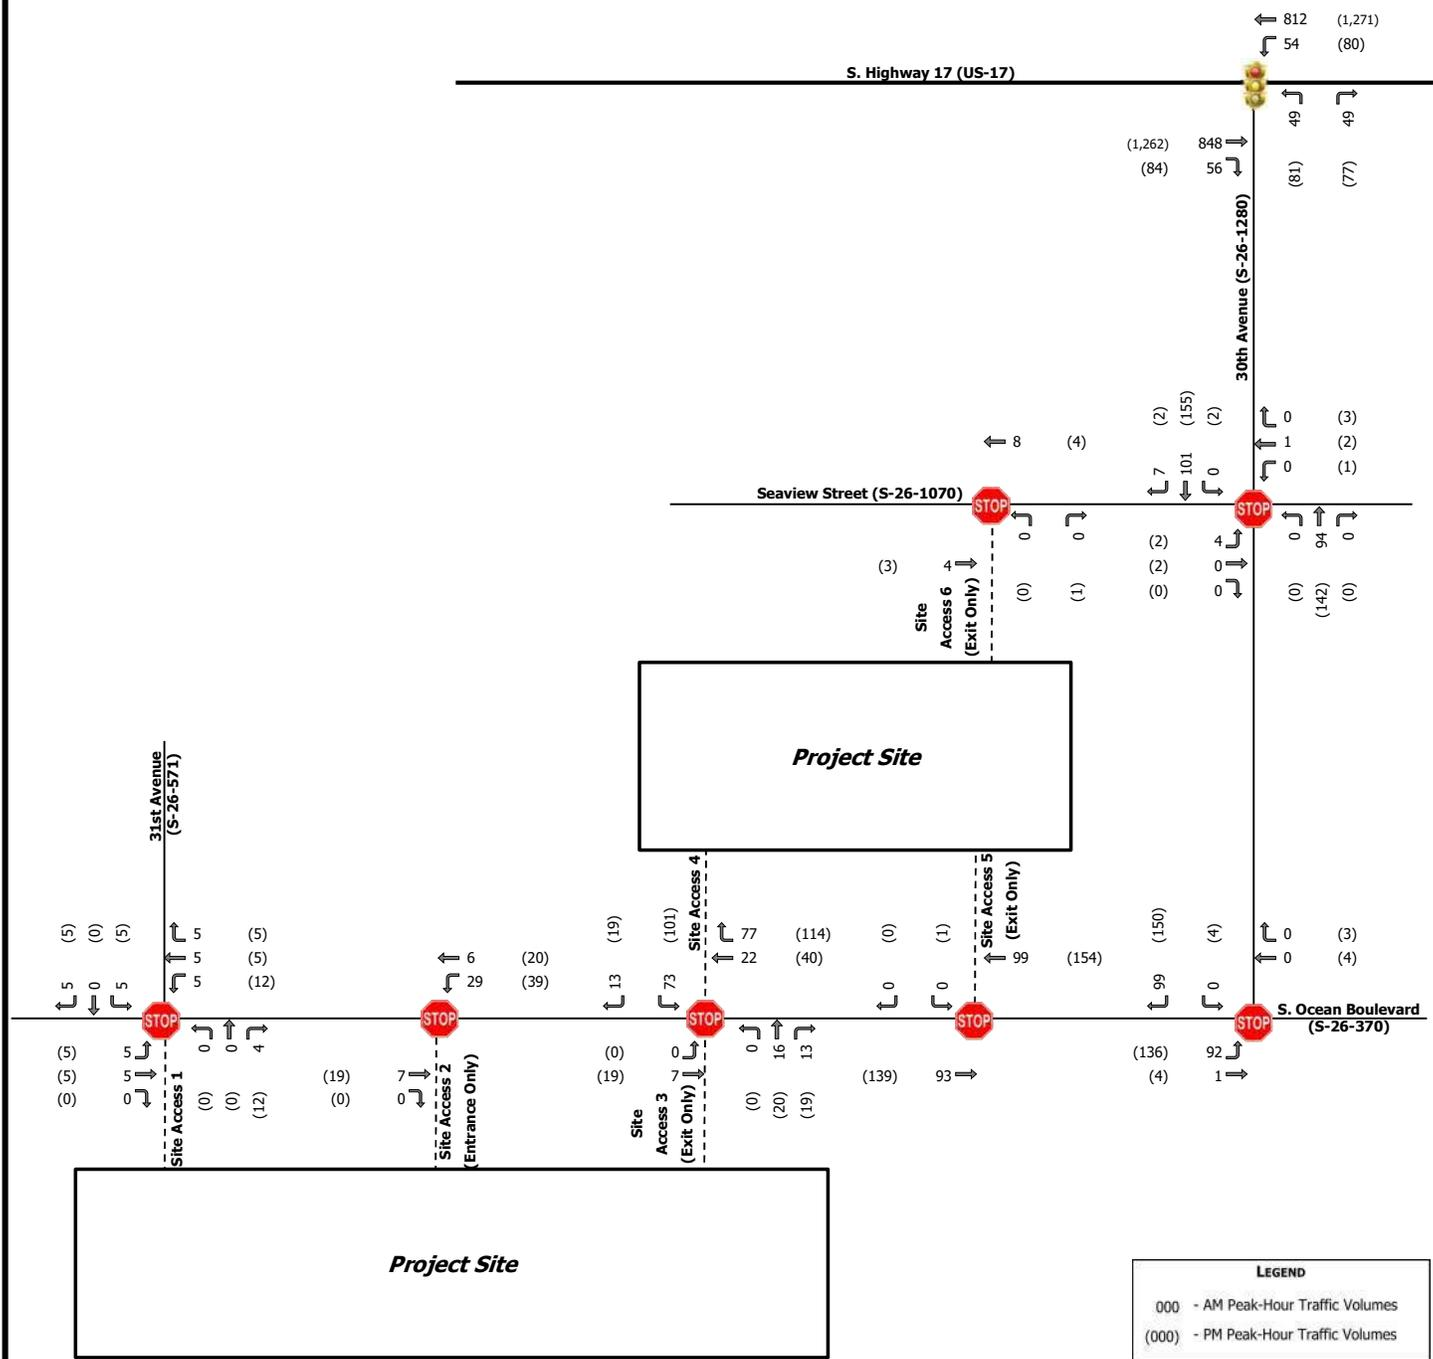 812 (1,271)
54 (80)
S. Highway 17 (US-17)
49 49
(1,262) 848
(84) 56
(81) (77)
30th Avenue (S-26-1280)
(2) (155) (2)
0 (3)
8 (4)
1 (2)
7 101 0
0 (1)
Seaview Street (S-26-1070)
STOP
STOP
0 0
(2) 4
0 94 0
(3) 4
(2) 0
(0) (1)
(0) 0
(0) (142) (0)
Site
Access 6
(Exit Only)
Project Site
31st Avenue
(S-26-571)
Site Access 4
Site Access 5
(Exit Only)
(5) (0) (5)
5 (5)
(19) (101)
77 (114)
(0) (1)
(150) (4)
0 (3)
5 (5)
6 (20)
22 (40)
99 (154)
0 (4)
5 0 5
5 (12)
29 (39)
13 73
0 0
99 0
STOP
STOP
STOP
STOP
STOP
S. Ocean Boulevard
(S-26-370)
(5) 5
0 0 4
(0) 0
0 16 13
(136) 92
(5) 5
(19) 7
(19) 7
(139) 93
(4) 1
(0) 0
(0) (0) (12)
(0) 0
(0) (20) (19)
Site Access 1
Site Access 2
(Entrance Only)
Site
Access 3
(Exit Only)
Project Site
LEGEND
000 - AM Peak-Hour Traffic Volumes
(000) - PM Peak-Hour Traffic Volumes